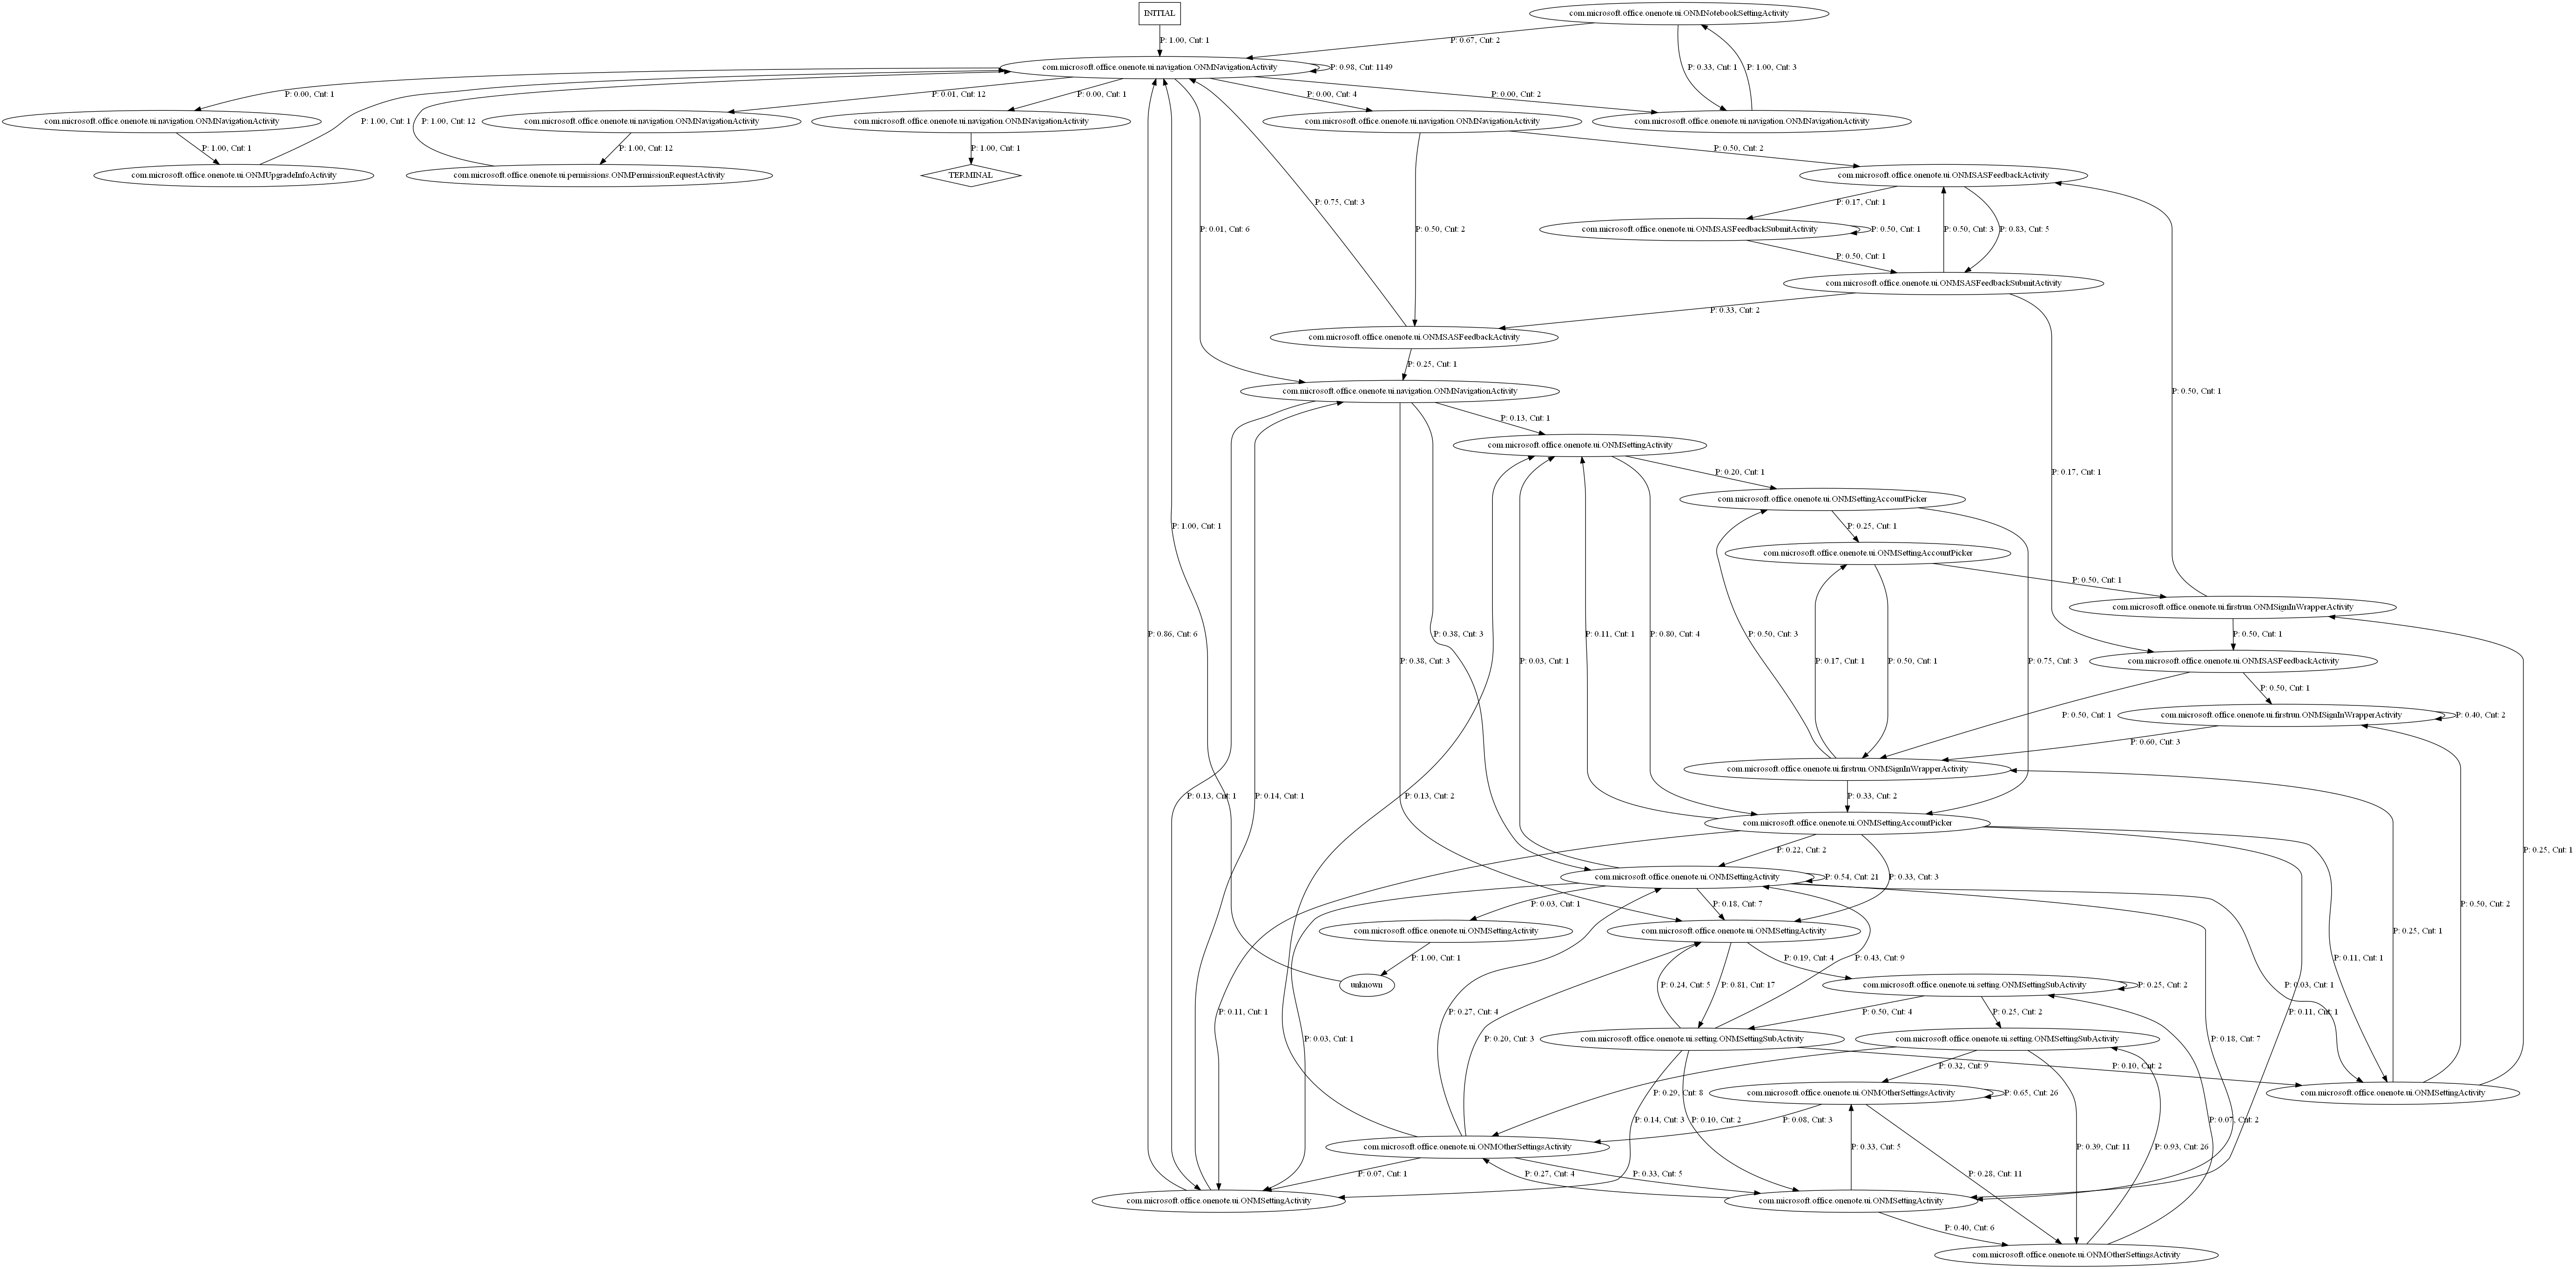 INITIAL
com.microsoft.office.onenote.ui.ONMNotebookSettingActivity
P: 1.00, Cnt: 1
P: 0.67, Cnt: 2
com.microsoft.office.onenote.ui.navigation.ONMNavigationActivity
P: 0.98, Cnt: 1149
P: 0.33, Cnt: 1
P: 1.00, Cnt: 3
P: 0.00, Cnt: 1
P: 0.01, Cnt: 12
P: 0.00, Cnt: 1
P: 0.00, Cnt: 4
P: 0.00, Cnt: 2
com.microsoft.office.onenote.ui.navigation.ONMNavigationActivity
P: 1.00, Cnt: 1
P: 1.00, Cnt: 12
com.microsoft.office.onenote.ui.navigation.ONMNavigationActivity
com.microsoft.office.onenote.ui.navigation.ONMNavigationActivity
com.microsoft.office.onenote.ui.navigation.ONMNavigationActivity
com.microsoft.office.onenote.ui.navigation.ONMNavigationActivity
P: 1.00, Cnt: 1
P: 1.00, Cnt: 12
P: 1.00, Cnt: 1
P: 0.50, Cnt: 2
com.microsoft.office.onenote.ui.ONMUpgradeInfoActivity
com.microsoft.office.onenote.ui.permissions.ONMPermissionRequestActivity
TERMINAL
com.microsoft.office.onenote.ui.ONMSASFeedbackActivity
P: 0.75, Cnt: 3
P: 0.17, Cnt: 1
P: 0.01, Cnt: 6
P: 0.50, Cnt: 2
com.microsoft.office.onenote.ui.ONMSASFeedbackSubmitActivity
P: 0.50, Cnt: 1
P: 0.50, Cnt: 3
P: 0.83, Cnt: 5
P: 0.50, Cnt: 1
com.microsoft.office.onenote.ui.ONMSASFeedbackSubmitActivity
P: 0.33, Cnt: 2
com.microsoft.office.onenote.ui.ONMSASFeedbackActivity
P: 0.25, Cnt: 1
com.microsoft.office.onenote.ui.navigation.ONMNavigationActivity
P: 0.50, Cnt: 1
P: 0.13, Cnt: 1
com.microsoft.office.onenote.ui.ONMSettingActivity
P: 0.20, Cnt: 1
P: 0.17, Cnt: 1
com.microsoft.office.onenote.ui.ONMSettingAccountPicker
P: 1.00, Cnt: 1
P: 0.25, Cnt: 1
com.microsoft.office.onenote.ui.ONMSettingAccountPicker
P: 0.50, Cnt: 1
com.microsoft.office.onenote.ui.firstrun.ONMSignInWrapperActivity
P: 0.86, Cnt: 6
P: 0.38, Cnt: 3
P: 0.11, Cnt: 1
P: 0.80, Cnt: 4
P: 0.50, Cnt: 3
P: 0.50, Cnt: 1
P: 0.38, Cnt: 3
P: 0.03, Cnt: 1
P: 0.17, Cnt: 1
P: 0.50, Cnt: 1
P: 0.75, Cnt: 3
com.microsoft.office.onenote.ui.ONMSASFeedbackActivity
P: 0.50, Cnt: 1
P: 0.50, Cnt: 1
com.microsoft.office.onenote.ui.firstrun.ONMSignInWrapperActivity
P: 0.40, Cnt: 2
P: 0.60, Cnt: 3
com.microsoft.office.onenote.ui.firstrun.ONMSignInWrapperActivity
P: 0.13, Cnt: 1
P: 0.14, Cnt: 1
P: 0.13, Cnt: 2
P: 0.33, Cnt: 2
com.microsoft.office.onenote.ui.ONMSettingAccountPicker
P: 0.22, Cnt: 2
P: 0.25, Cnt: 1
com.microsoft.office.onenote.ui.ONMSettingActivity
P: 0.54, Cnt: 21
P: 0.33, Cnt: 3
P: 0.03, Cnt: 1
P: 0.18, Cnt: 7
P: 0.50, Cnt: 2
com.microsoft.office.onenote.ui.ONMSettingActivity
com.microsoft.office.onenote.ui.ONMSettingActivity
P: 0.25, Cnt: 1
P: 1.00, Cnt: 1
P: 0.43, Cnt: 9
P: 0.19, Cnt: 4
P: 0.11, Cnt: 1
unknown
P: 0.24, Cnt: 5
P: 0.81, Cnt: 17
com.microsoft.office.onenote.ui.setting.ONMSettingSubActivity
P: 0.25, Cnt: 2
P: 0.03, Cnt: 1
P: 0.11, Cnt: 1
P: 0.27, Cnt: 4
P: 0.50, Cnt: 4
P: 0.25, Cnt: 2
P: 0.11, Cnt: 1
P: 0.03, Cnt: 1
P: 0.20, Cnt: 3
com.microsoft.office.onenote.ui.setting.ONMSettingSubActivity
com.microsoft.office.onenote.ui.setting.ONMSettingSubActivity
P: 0.18, Cnt: 7
P: 0.32, Cnt: 9
P: 0.10, Cnt: 2
P: 0.29, Cnt: 8
com.microsoft.office.onenote.ui.ONMOtherSettingsActivity
P: 0.65, Cnt: 26
com.microsoft.office.onenote.ui.ONMSettingActivity
P: 0.14, Cnt: 3
P: 0.10, Cnt: 2
P: 0.08, Cnt: 3
P: 0.07, Cnt: 2
com.microsoft.office.onenote.ui.ONMOtherSettingsActivity
P: 0.39, Cnt: 11
P: 0.93, Cnt: 26
P: 0.07, Cnt: 1
P: 0.27, Cnt: 4
P: 0.33, Cnt: 5
P: 0.33, Cnt: 5
P: 0.28, Cnt: 11
com.microsoft.office.onenote.ui.ONMSettingActivity
com.microsoft.office.onenote.ui.ONMSettingActivity
P: 0.40, Cnt: 6
com.microsoft.office.onenote.ui.ONMOtherSettingsActivity